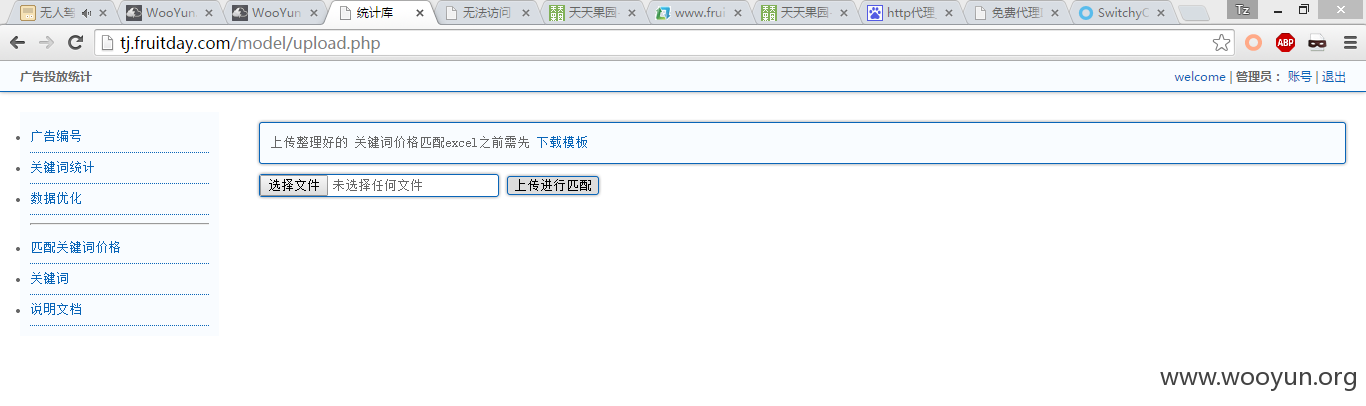 无人驾
WooYun.
WooYun
统计库
无法访问
天天果园-
www.frui
天天果园-
http代理_
免费代理I
SwitchyC
Tz
tj.fruitday.com/model/upload.php
ABP
广告投放统计
welcome | 管理员： 账号 | 退出
广告编号
关键词统计
数据优化
匹配关键词价格
关键词
说明文档
上传整理好的 关键词价格匹配excel之前需先 下载模板
选择文件 未选择任何文件 上传进行匹配
www.wooyun.org